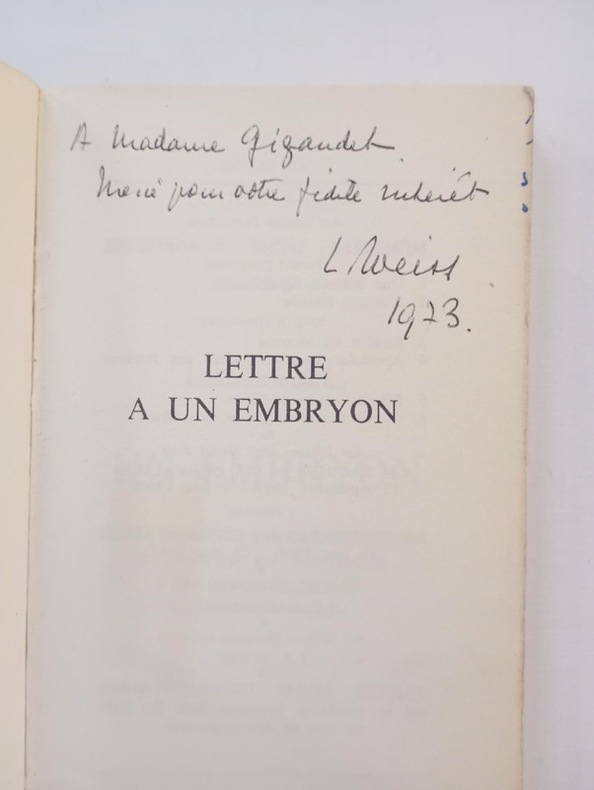 A Madame Gigandet
Merci pour votre fidèle intérêt
L Weiss
1973.
LETTRE
A UN EMBRYON